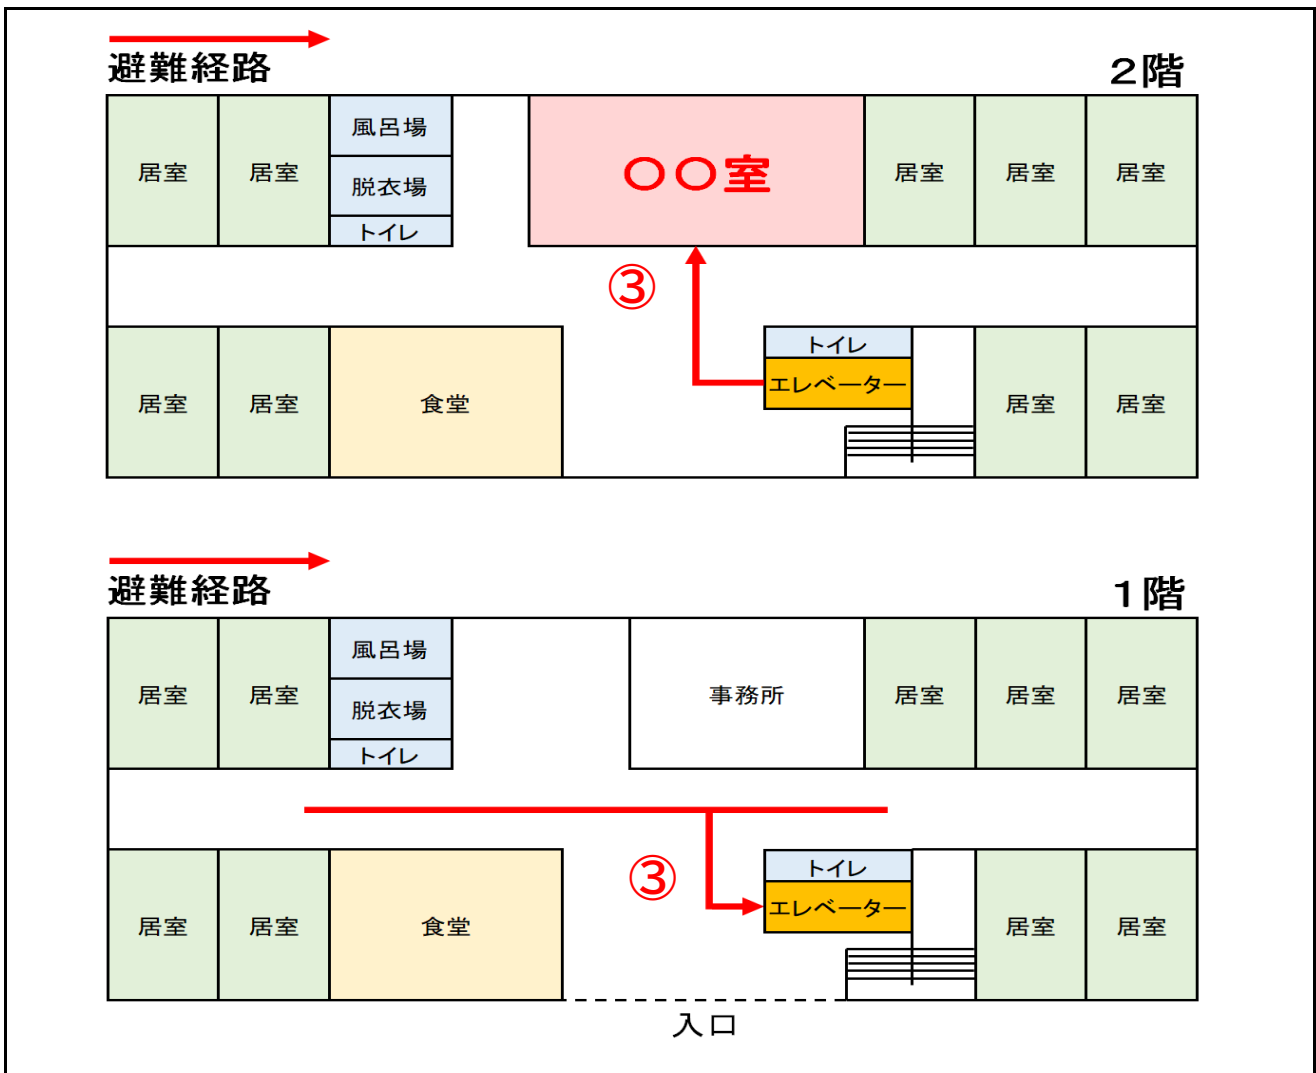 避難経路
2階
居室
居室
風呂場
脱衣場
トイレ
〇〇室
居室
居室
居室
③
居室
居室
食堂
トイレ
エレベーター
居室
居室
避難経路
1階
居室
居室
風呂場
脱衣場
トイレ
事務所
居室
居室
居室
③
居室
居室
食堂
トイレ
エレベーター
居室
居室
入口